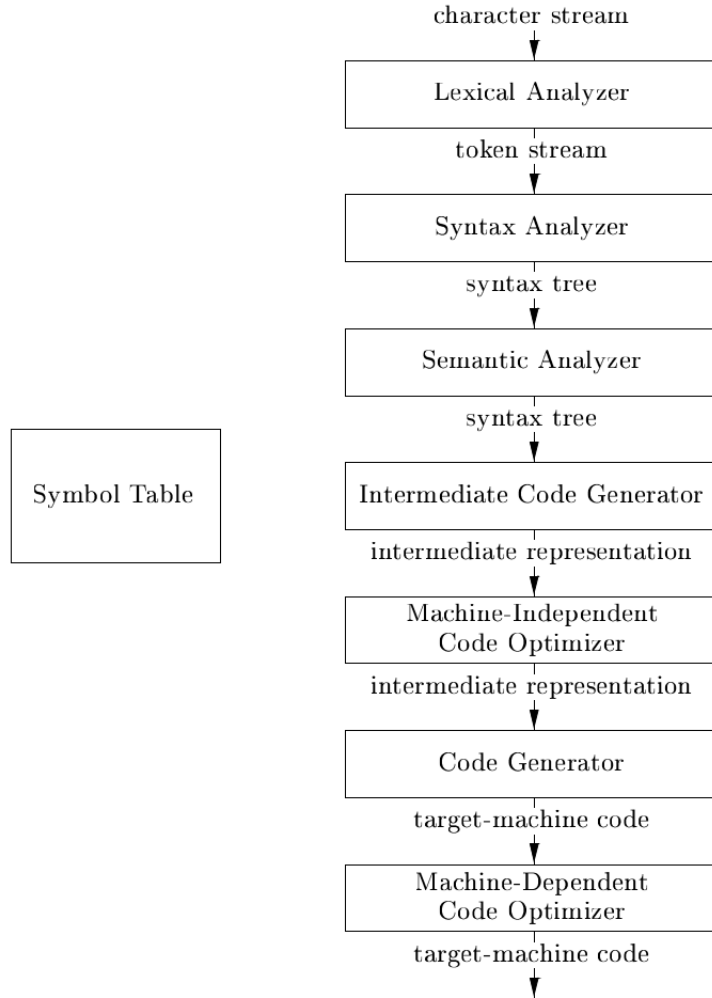 character stream
Lexical Analyzer
token stream
Syntax Analyzer
syntax tree
Semantic Analyzer
syntax tree
Symbol Table
Intermediate Code Generator
intermediate representation
Machine-Independent
Code Optimizer
intermediate representation
Code Generator
target-machine code
Machine-Dependent
Code Optimizer
target-machine code